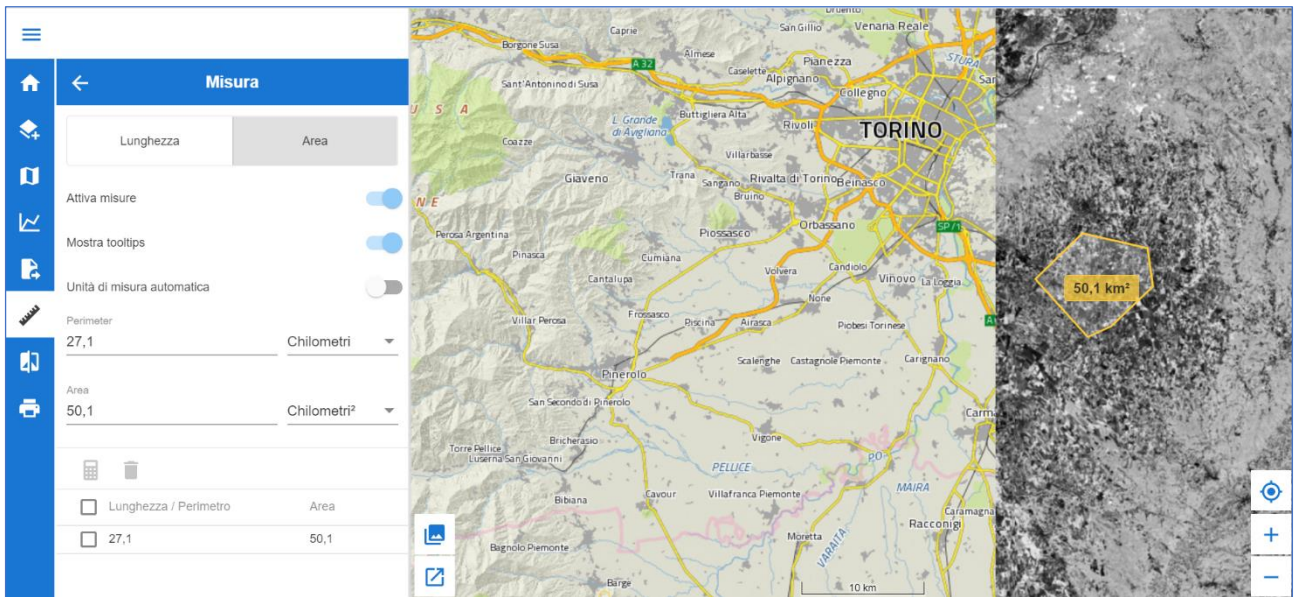 Misura
Lunghezza Area
Attiva misure
Mostra tooltips
Unità di misura automatica
Perimeter
27,1 Chilometri
Area
50,1 Chilometri²
Lunghezza / Perimetro Area
27,1 50,1
Druento
Caprie San Gillio Venaria Reale
Borgone Susa
Almese
A 32 Pianezza STURA
Caselette
Sant'Antonino di Susa Alpignano
Collegno
U S A
L. Grande di Avigliana
Buttigliera Alta
Rivoli TORINO
Coazze
Villarbasse
Giaveno Trana Sangano Rivalta di Torino Beinasco
Bruino
N E
Orbassano
Perosa Argentina Piossasco
Pinasca Cumiana
Volvera Candiolo
Cantalupa Vinovo La Loggia
None
Villar Perosa Frossasco
Piscina Airasca Piobesi Torinese
Scalenghe Castagnole Piemonte Carignano
Pinerolo
San Secondo di Pinerolo
Bricherasio Vigone
Torre Pellice
Luserna San Giovanni
PELLICE PO
MAIRA
Bibiana Cavour Villafranca Piemonte
Racconigi
Moretta
Bagnolo Piemonte VARAITA
Barge
10 km
50,1 km²